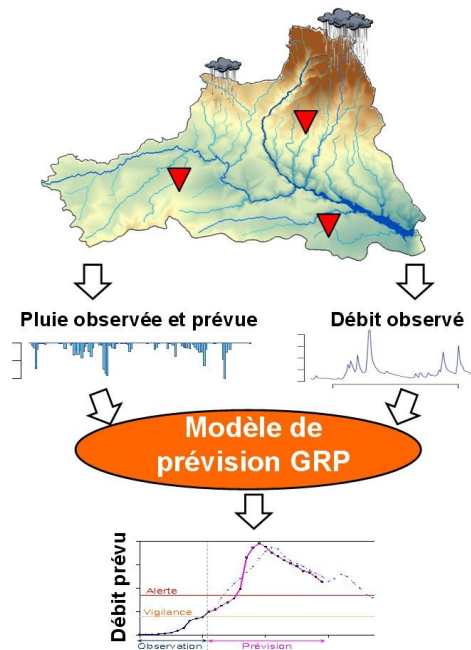 Pluie observée et prévue
Débit observé
Modèle de
prévision GRP
Débit prévu
Alerte
Vigilance
Observation
Prévision